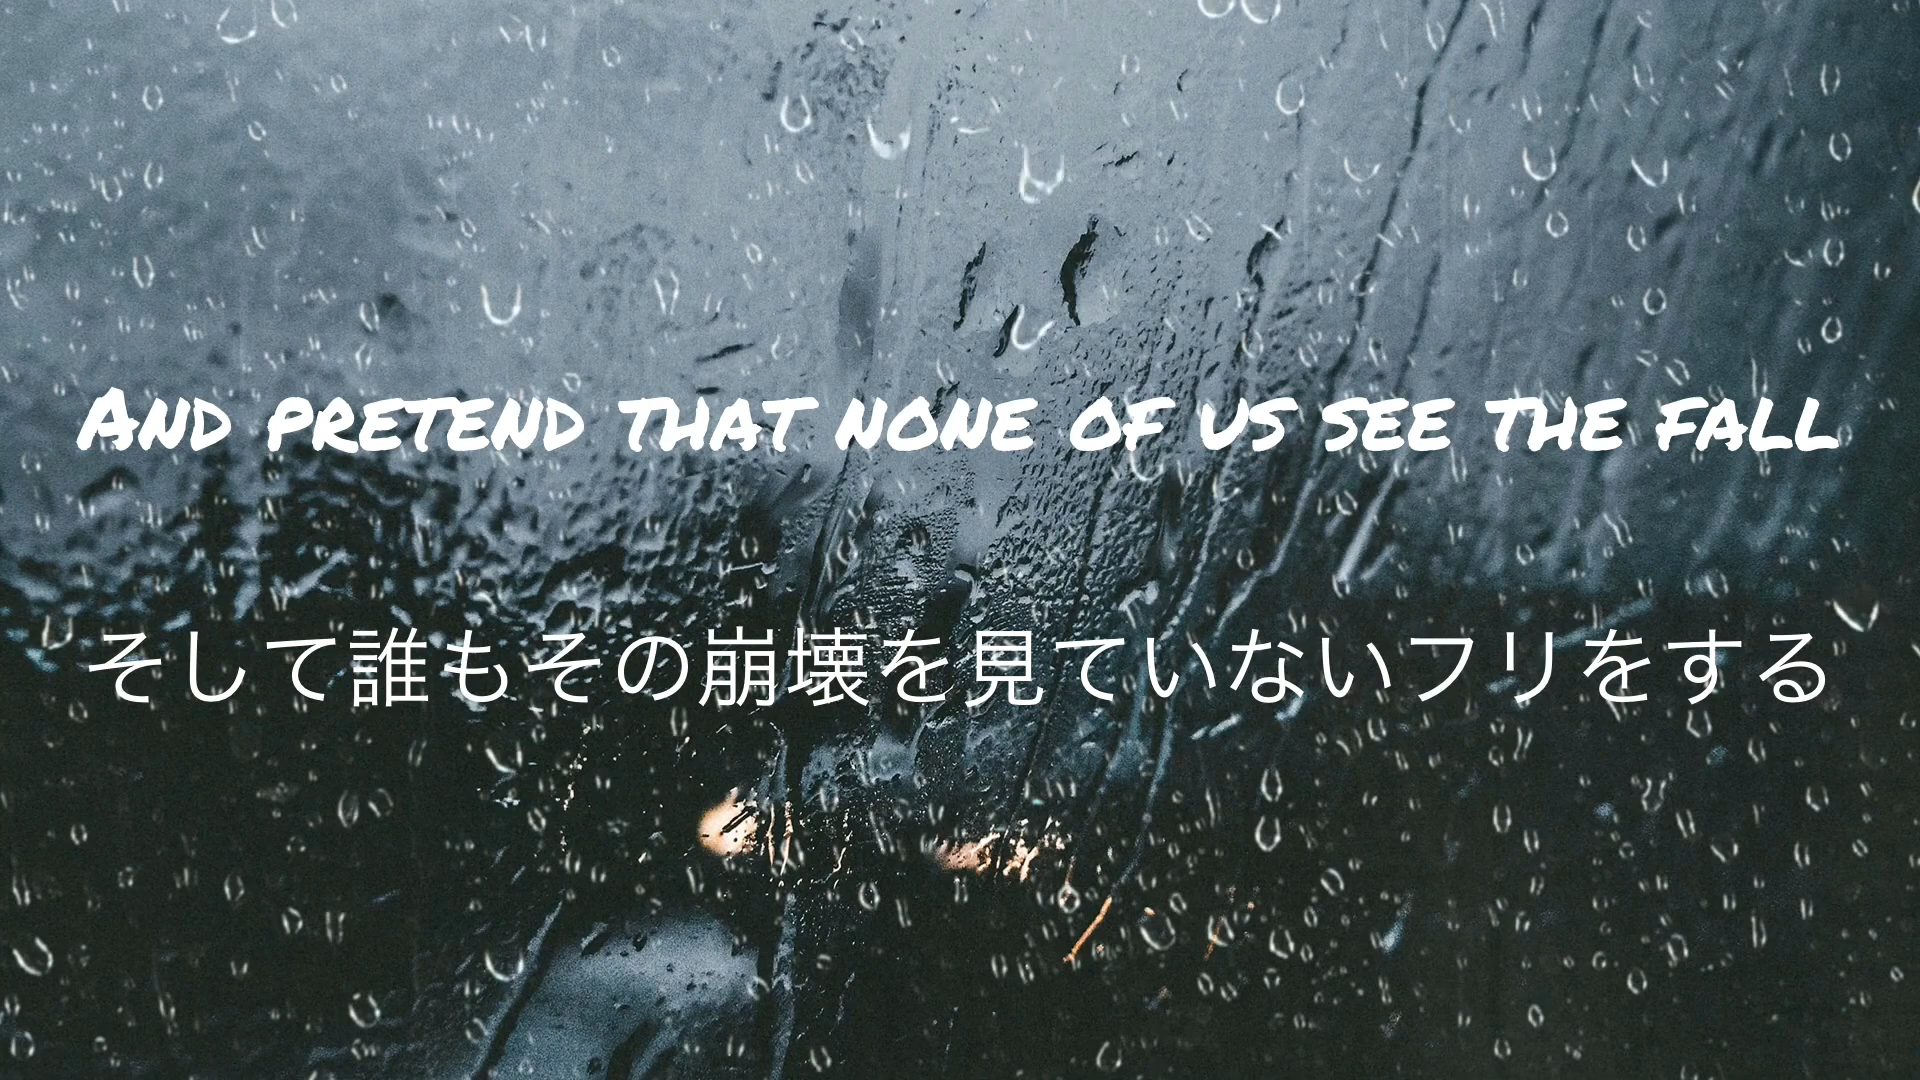 And pretend that none of us see the fall
そして誰もその崩壊を見ていないフリをする